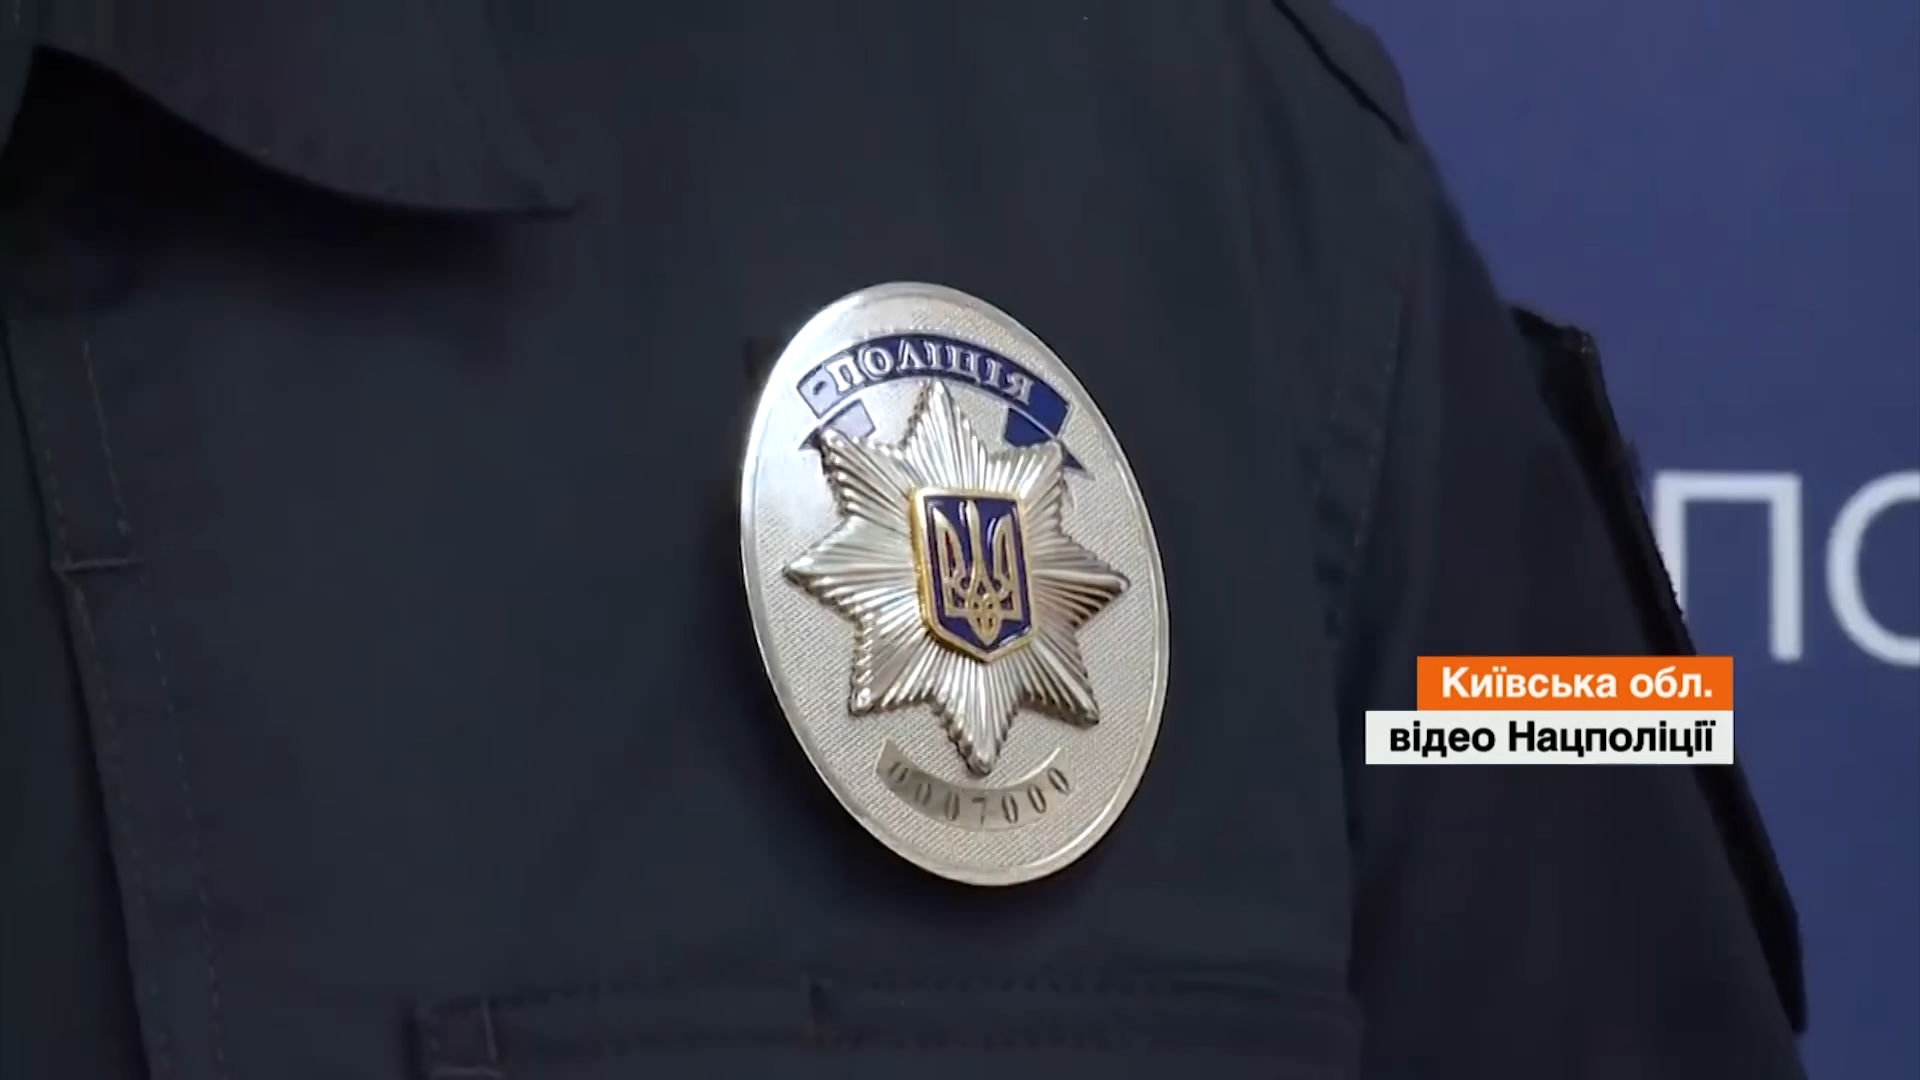 ПОЛІЦІЯ
ПО
Київська обл.
відео Нацполіції
0007000